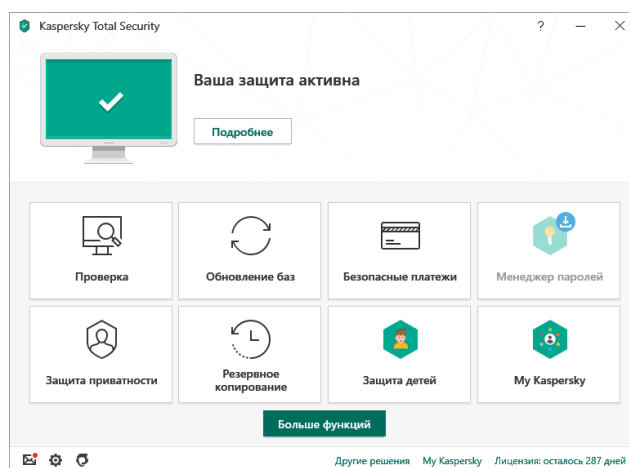 Kaspersky Total Security
?
Ваша защита активна
Подробнее
Проверка
Обновление баз
Безопасные платежи
Менеджер паролей
Защита приватности
Резервное
копирование
Защита детей
My Kaspersky
Больше функций
Другие решения My Kaspersky Лицензия: осталось 287 дней